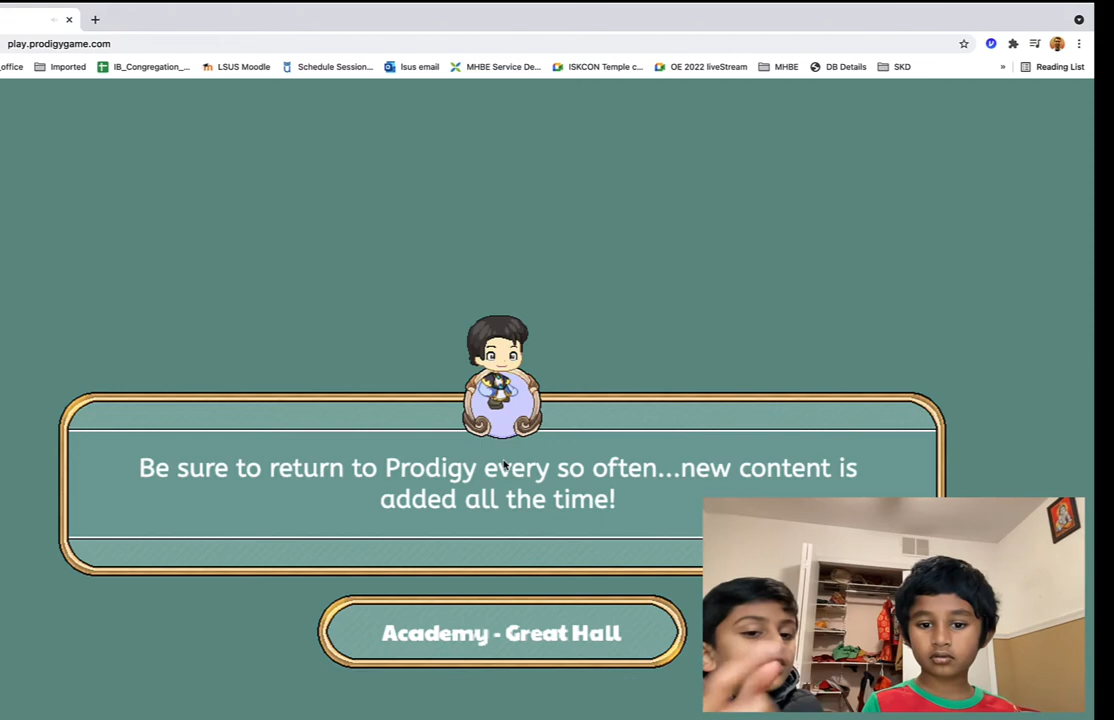 play.prodigygame.com
_office Imported IB_Congregation_... LSUS Moodle Schedule Session... lsus email MHBE Service De... ISKCON Temple c... OE 2022 liveStream MHBE DB Details SKD » Reading List
Be sure to return to Prodigy every so often...new content is
added all the time!
Academy - Great Hall